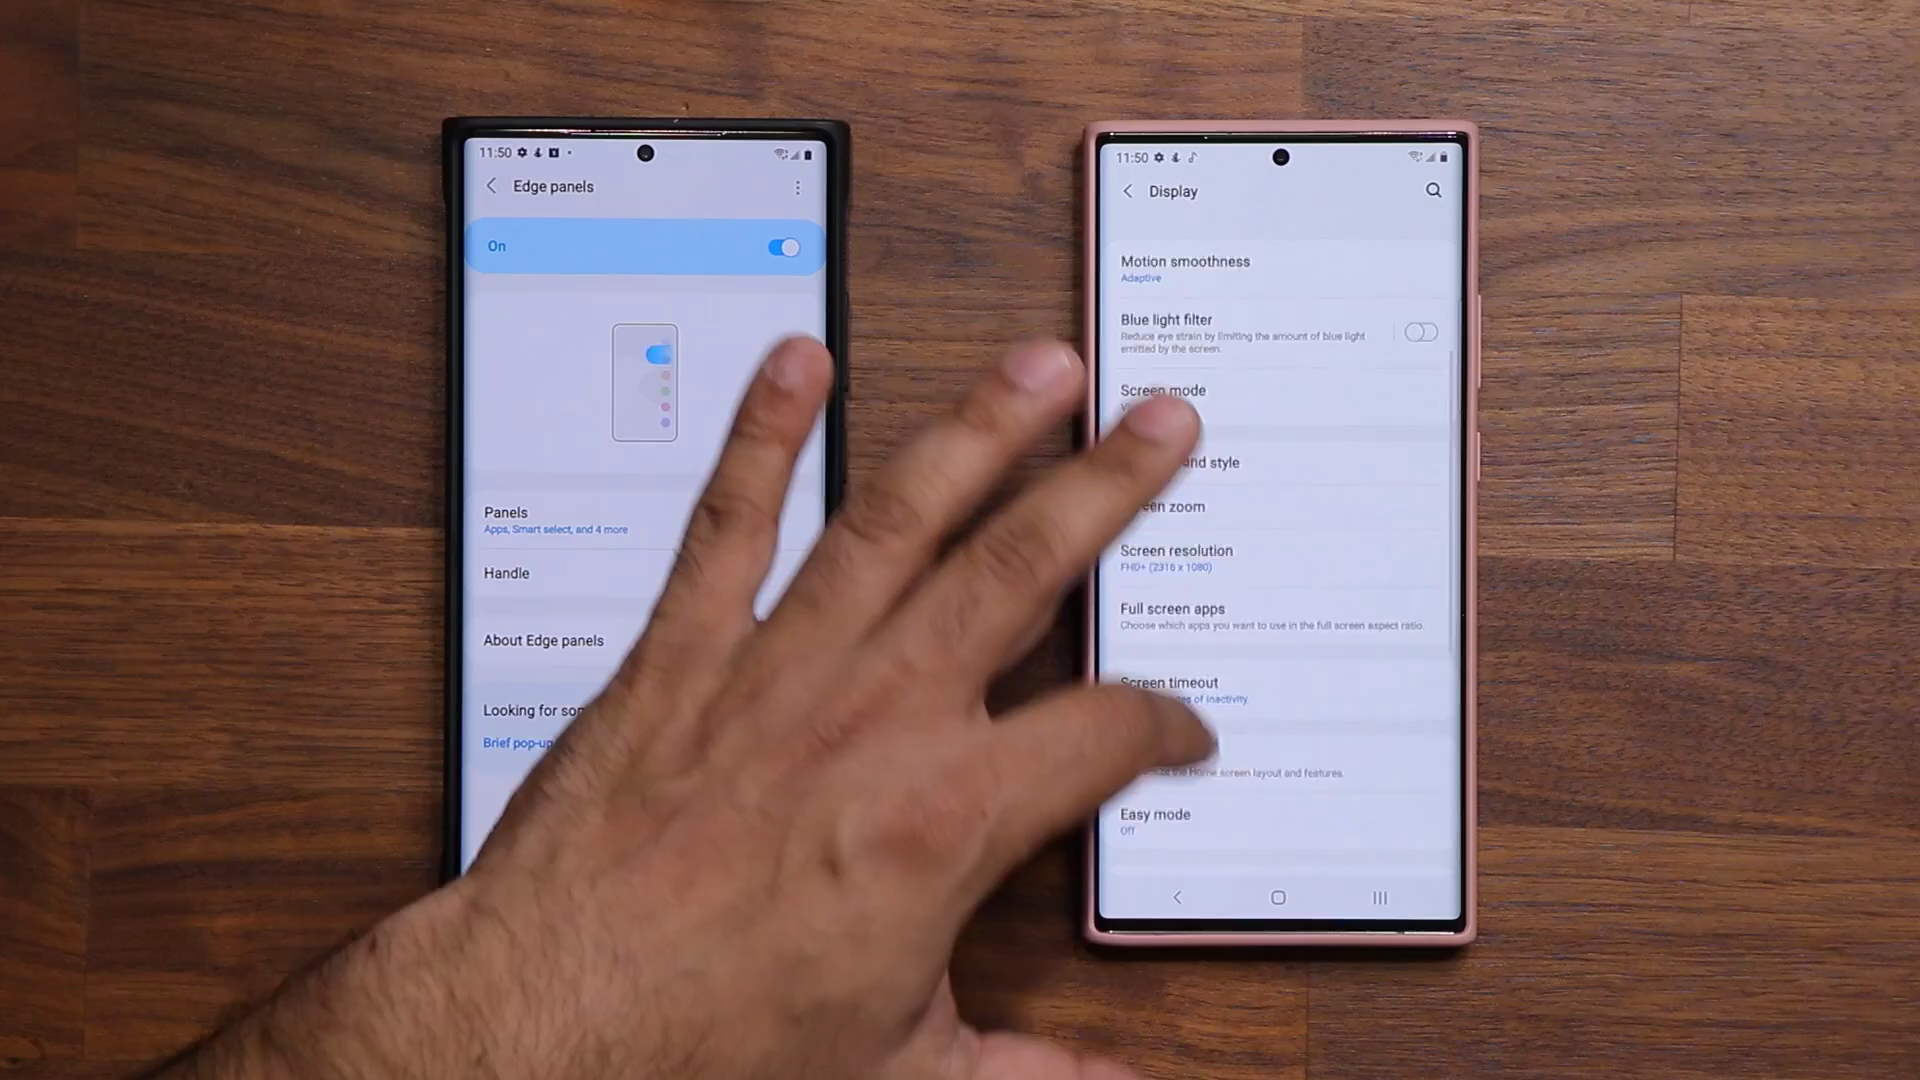 11:50
Edge panels
On
Panels
Apps, Smart select, and 4 more
Handle
About Edge panels
Looking for
Brief pop-up
11:50
Display
Motion smoothness
Adaptive
Blue light filter
Reduce eye strain by limiting the amount of blue light
emitted by the screen.
Screen mode
and style
zoom
Screen resolution
FHD+ (2316 x 1080)
Full screen apps
Choose which apps you want to use in the full screen aspect ratio.
Screen timeout
of inactivity
the Home screen layout and features.
Easy mode
Off